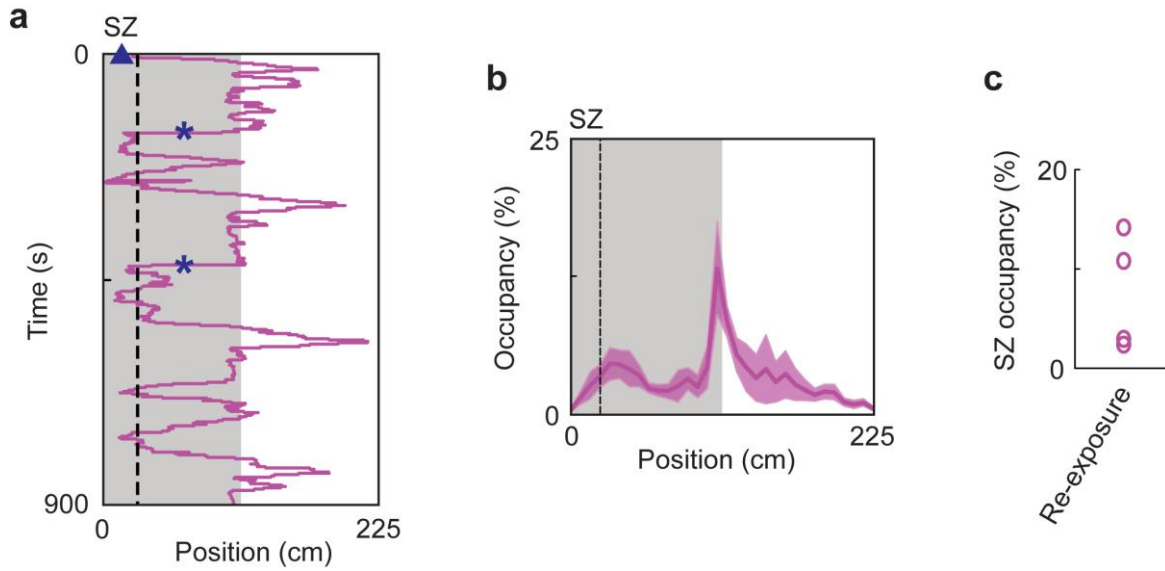 a
SZ
0
*
*
Time (s)
900
0
225
Position (cm)
b
SZ
25
Occupancy (%)
0
0
225
Position (cm)
c
20
SZ occupancy (%)
0
Re-exposure